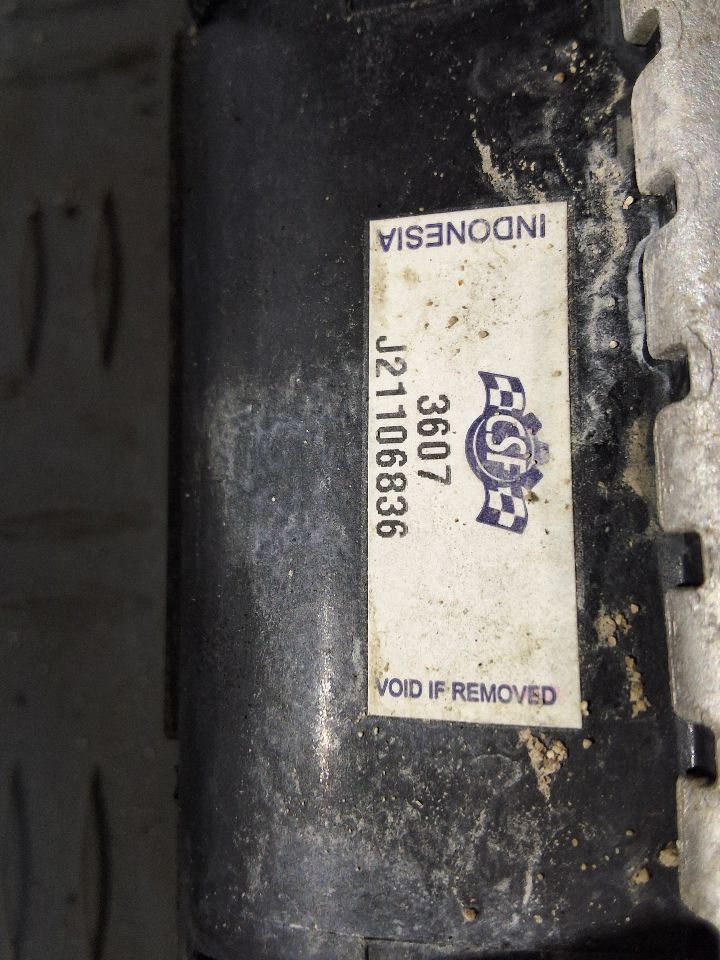 INDONESIA
CSF
3607
J21106836
VOID IF REMOVED